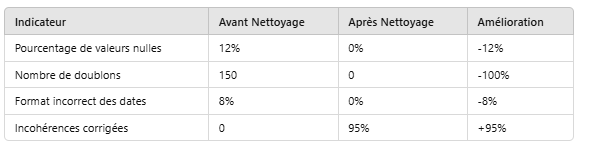 Indicateur Avant Nettoyage Après Nettoyage Amélioration
Pourcentage de valeurs nulles 12% 0% -12%
Nombre de doublons 150 0 -100%
Format incorrect des dates 8% 0% -8%
Incohérences corrigées 0 95% +95%